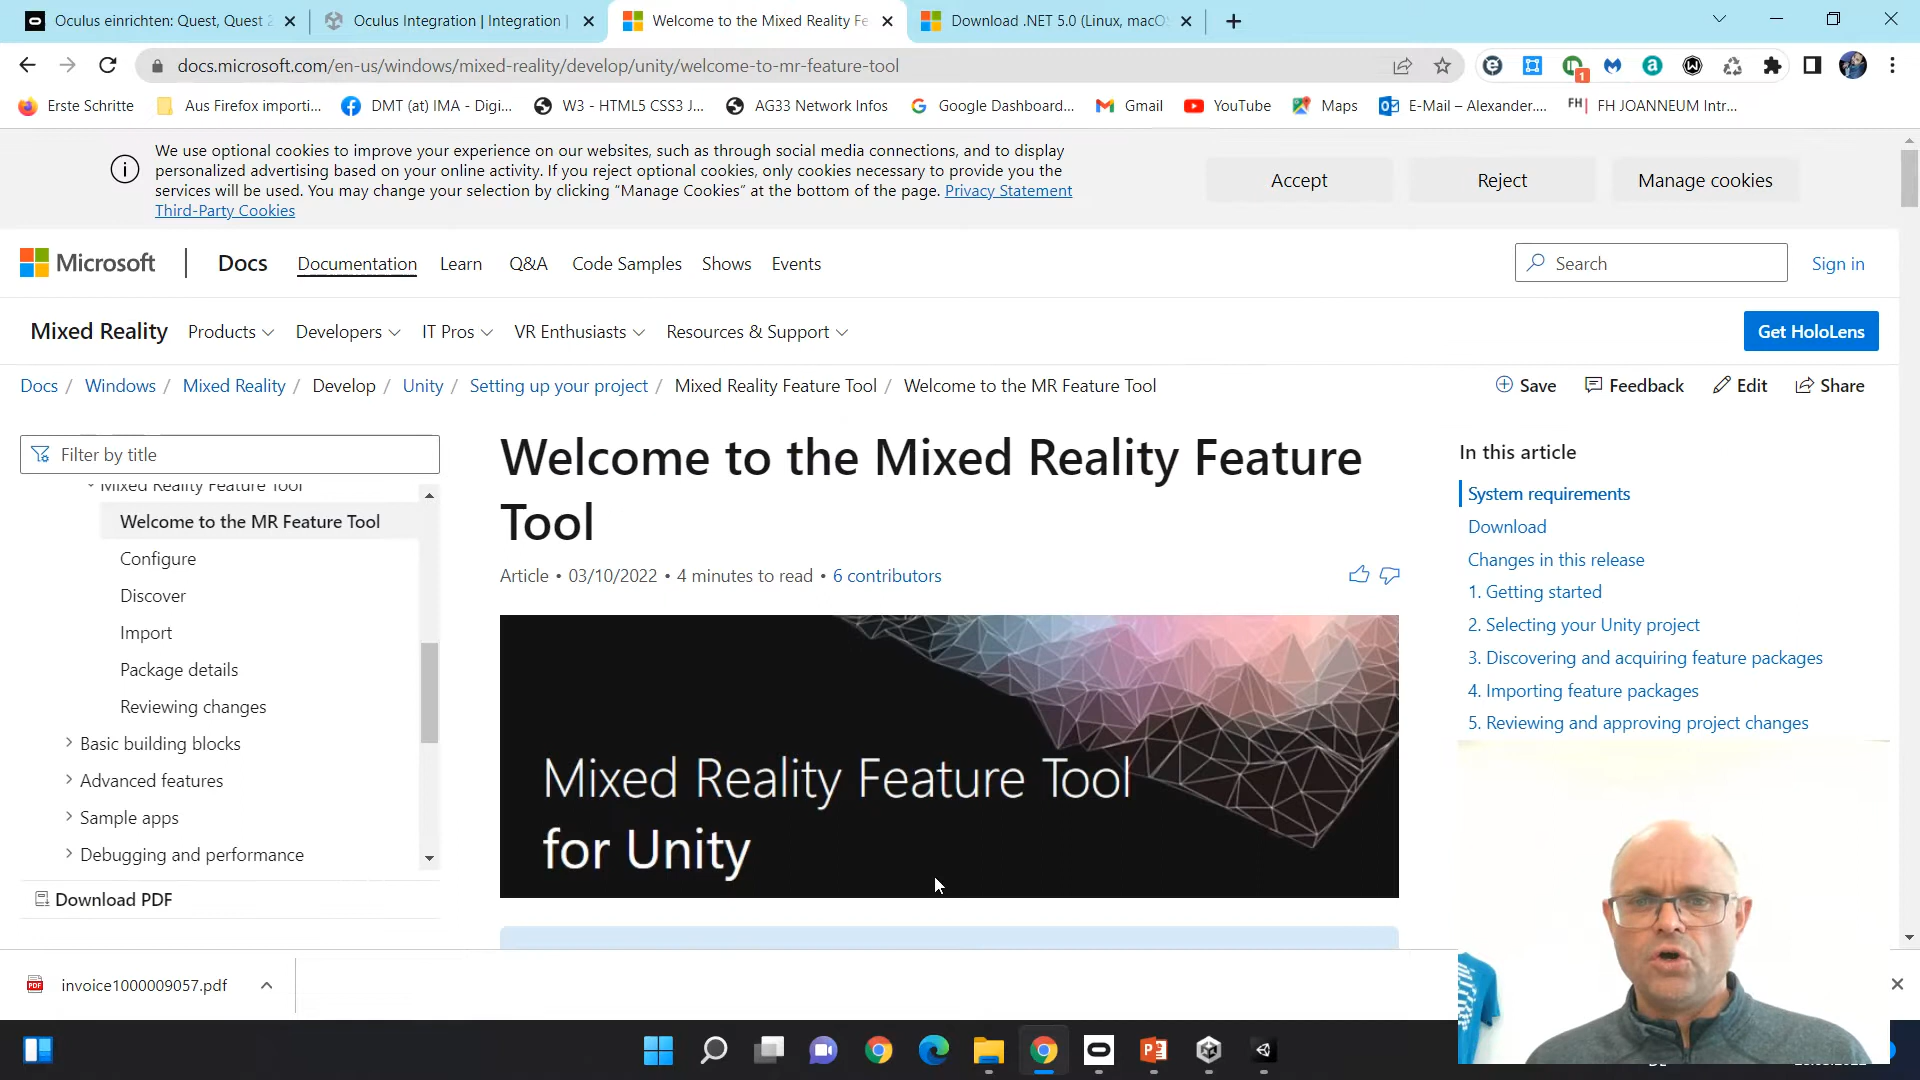 Oculus einrichten: Quest, Quest 2
Oculus Integration | Integration |
Welcome to the Mixed Reality Fe
Download .NET 5.0 (Linux, macO
docs.microsoft.com/en-us/windows/mixed-reality/develop/unity/welcome-to-mr-feature-tool
1
Erste Schritte
Aus Firefox importi...
DMT (at) IMA - Digi...
W3 - HTML5 CSS3 J...
AG33 Network Infos
Google Dashboard...
Gmail
YouTube
Maps
E-Mail – Alexander....
FH| FH JOANNEUM Intr...
We use optional cookies to improve your experience on our websites, such as through social media connections, and to display
personalized advertising based on your online activity. If you reject optional cookies, only cookies necessary to provide you the
services will be used. You may change your selection by clicking “Manage Cookies” at the bottom of the page. Privacy Statement
Third-Party Cookies
Accept
Reject
Manage cookies
Microsoft
Docs
Documentation
Learn
Q&A
Code Samples
Shows
Events
Search
Sign in
Mixed Reality
Products
Developers
IT Pros
VR Enthusiasts
Resources & Support
Get HoloLens
Docs / Windows / Mixed Reality / Develop / Unity / Setting up your project / Mixed Reality Feature Tool / Welcome to the MR Feature Tool
Save
Feedback
Edit
Share
Filter by title
Mixed Reality Feature Tool
Welcome to the MR Feature Tool
Configure
Discover
Import
Package details
Reviewing changes
Basic building blocks
Advanced features
Sample apps
Debugging and performance
Download PDF
Welcome to the Mixed Reality Feature
Tool
Article • 03/10/2022 • 4 minutes to read • 6 contributors
Mixed Reality Feature Tool
for Unity
In this article
System requirements
Download
Changes in this release
1. Getting started
2. Selecting your Unity project
3. Discovering and acquiring feature packages
4. Importing feature packages
5. Reviewing and approving project changes
PDF
invoice1000009057.pdf